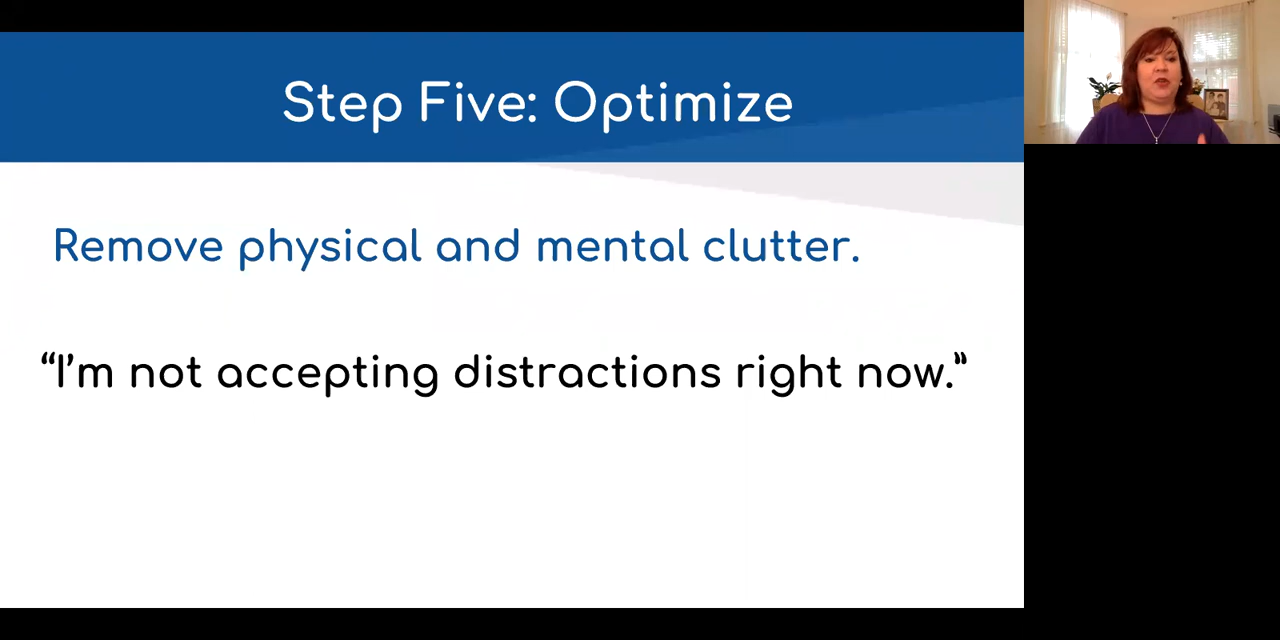 Step Five: Optimize
Remove physical and mental clutter.
“I’m not accepting distractions right now.”